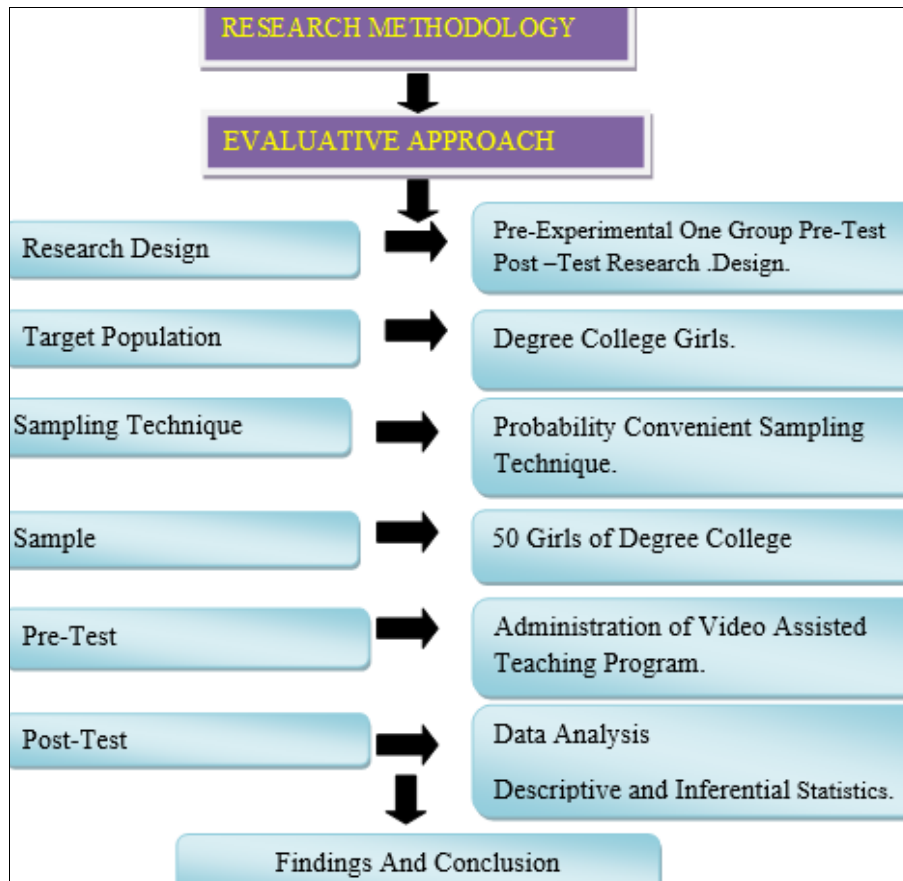 RESEARCH METHODOLOGY
EVALUATIVE APPROACH
Research Design
Pre-Experimental One Group Pre-Test
Post –Test Research .Design.
Target Population
Degree College Girls.
Sampling Technique
Probability Convenient Sampling
Technique.
Sample
50 Girls of Degree College
Pre-Test
Administration of Video Assisted
Teaching Program.
Post-Test
Data Analysis
Descriptive and Inferential Statistics.
Findings And Conclusion